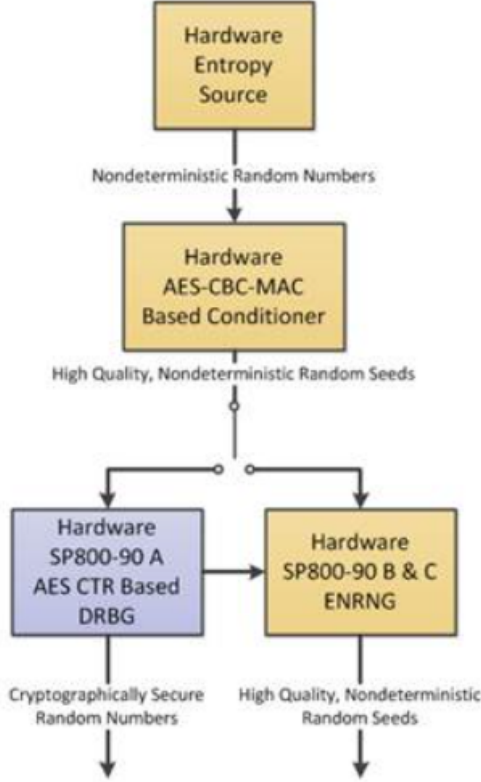 Hardware
Entropy
Source
Nondeterministic Random Numbers
Hardware
AES-CBC-MAC
Based Conditioner
High Quality, Nondeterministic Random Seeds
Hardware
SP800-90 A
AES CTR Based
DRBG
Hardware
SP800-90 B & C
ENRNG
Cryptographically Secure
Random Numbers
High Quality, Nondeterministic
Random Seeds